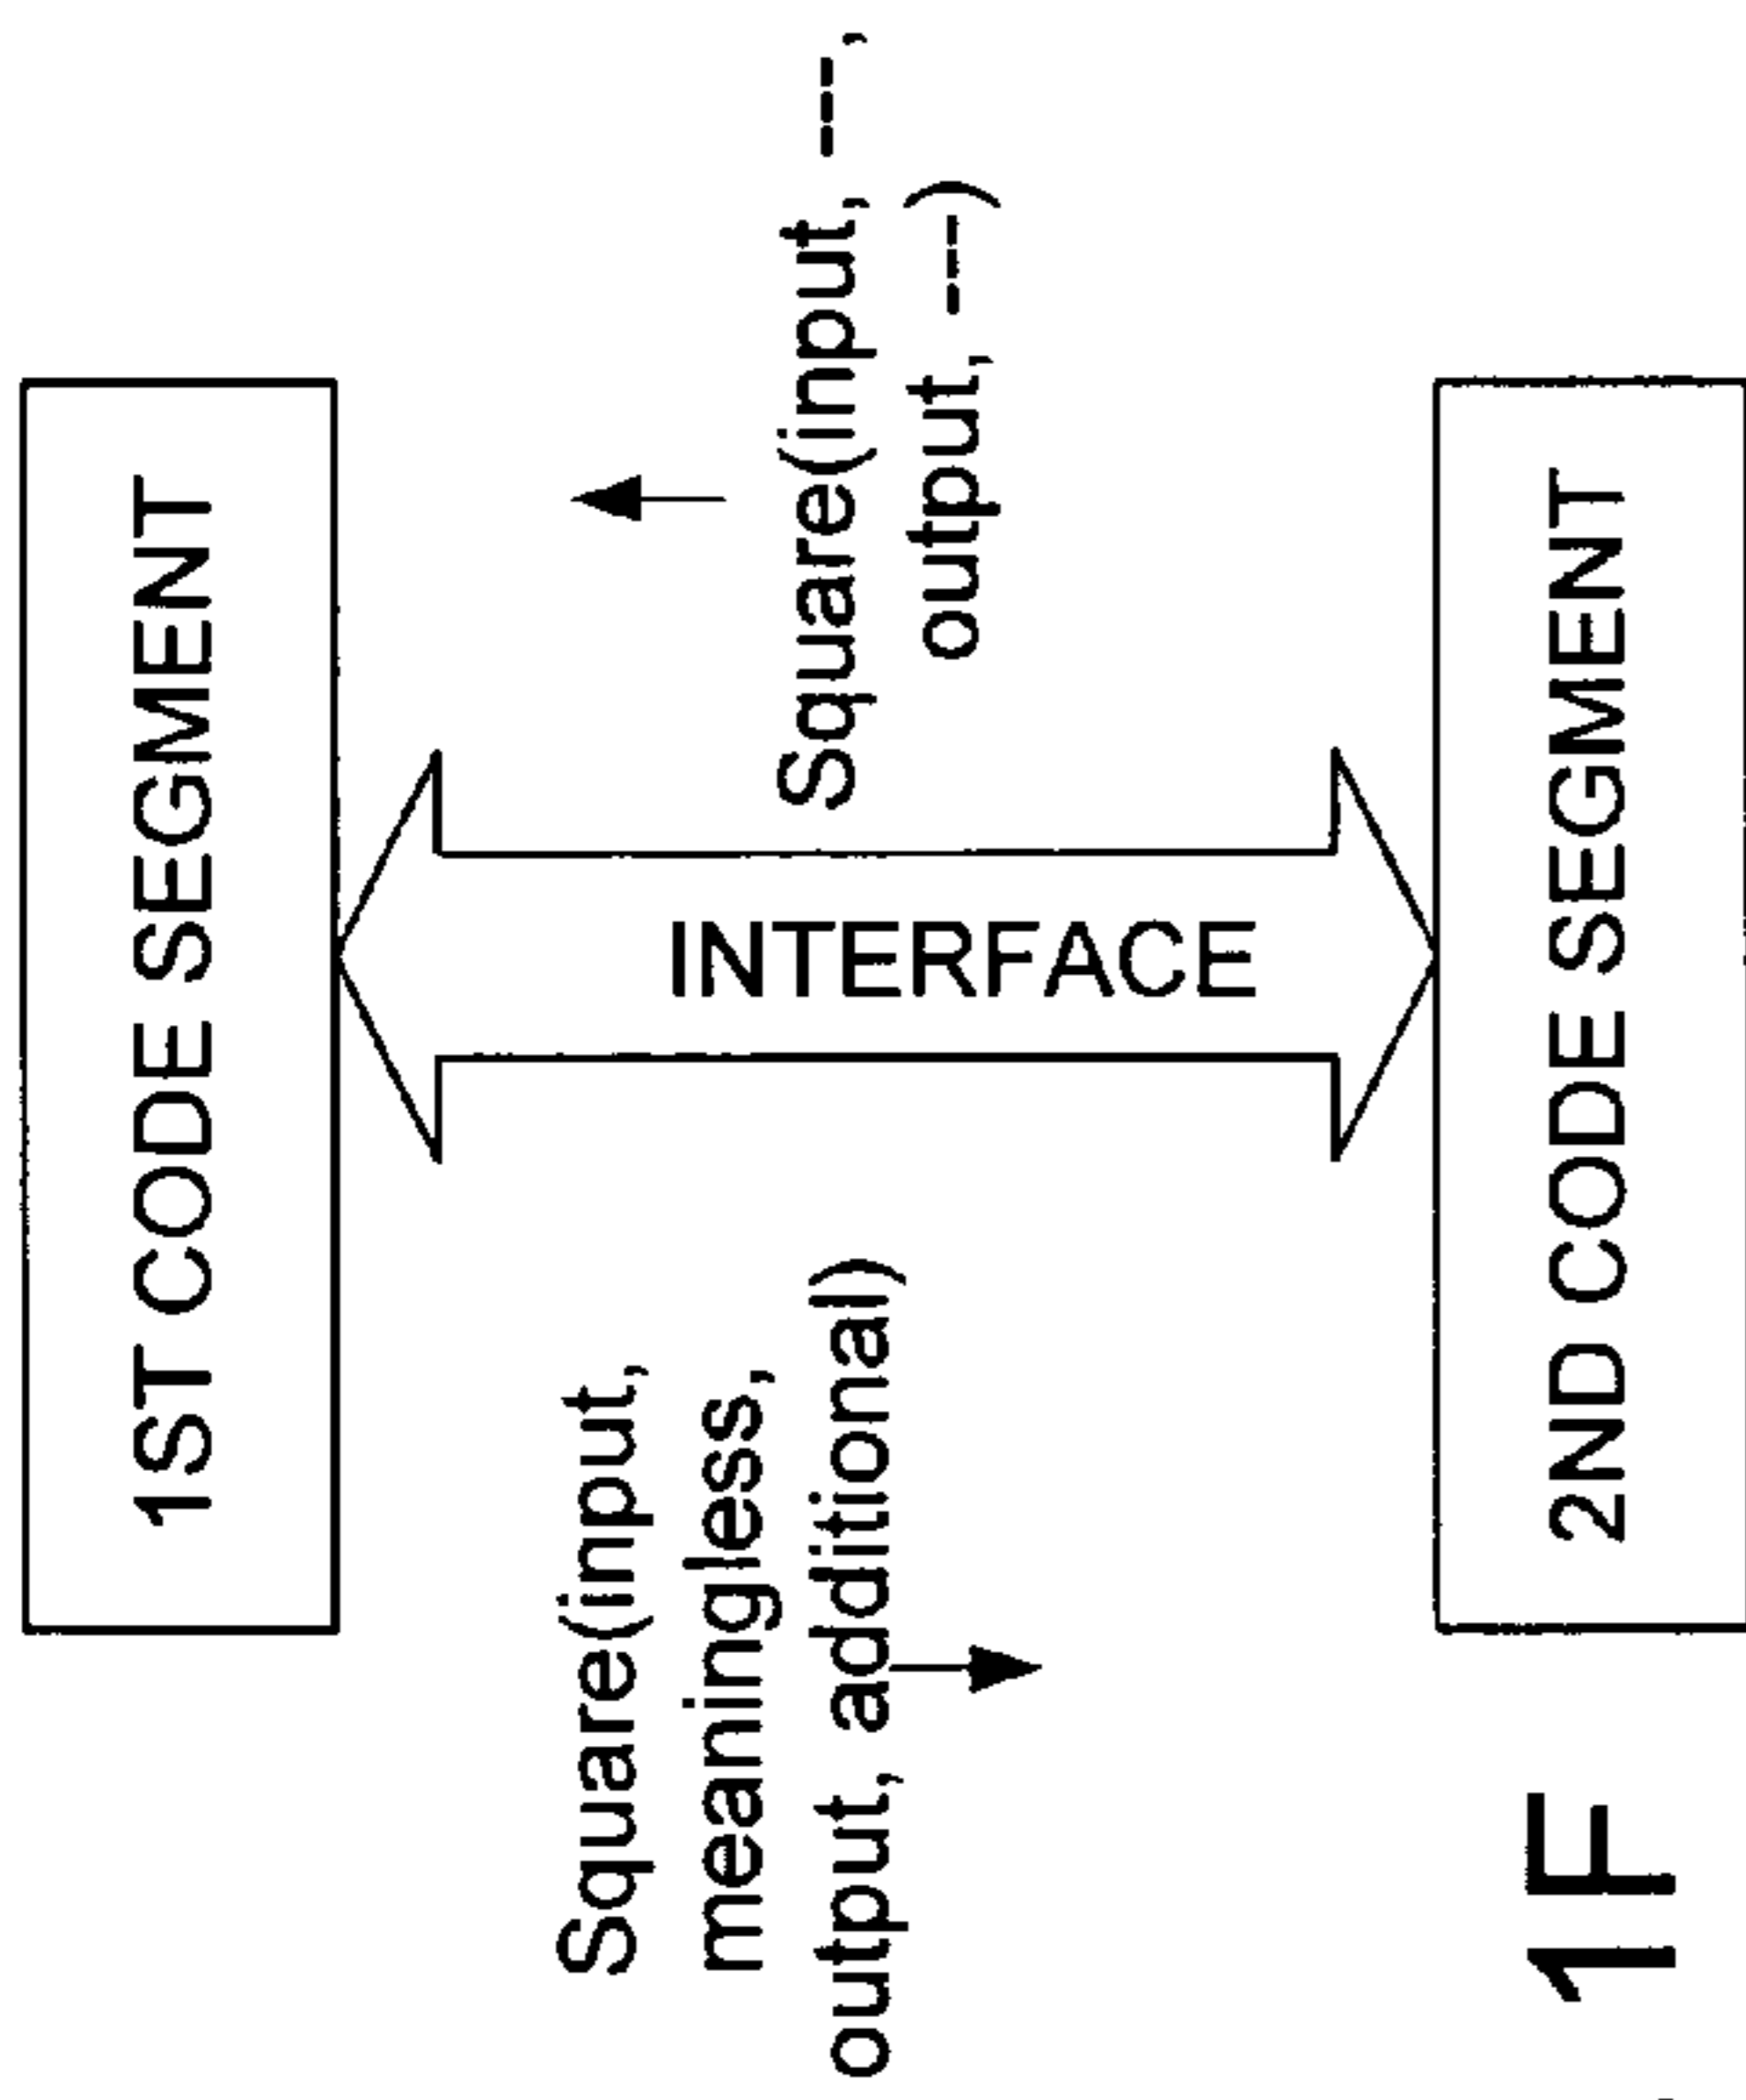 1ST CODE SEGMENT
Square(input,
meaningless,
output, additional)
INTERFACE
Square(input, ---,
output, ---)
2ND CODE SEGMENT
1F